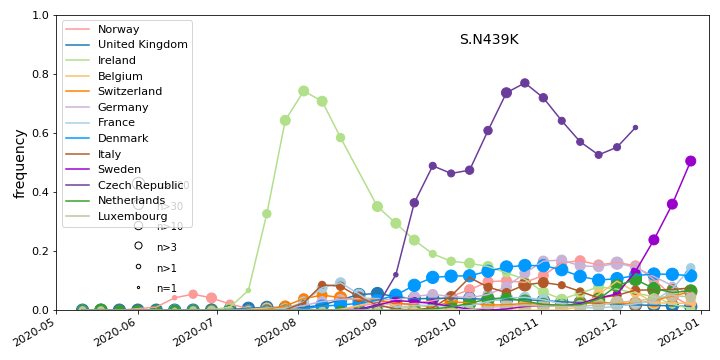 S.N439K
frequency
1.0
0.8
0.6
0.4
0.2
0.0
Norway
United Kingdom
Ireland
Belgium
Switzerland
Germany
France
Denmark
Italy
Sweden
Czech Republic
Netherlands
Luxembourg
n>30
n>10
n>3
n>1
n=1
2020-05
2020-06
2020-07
2020-08
2020-09
2020-10
2020-11
2020-12
2021-01